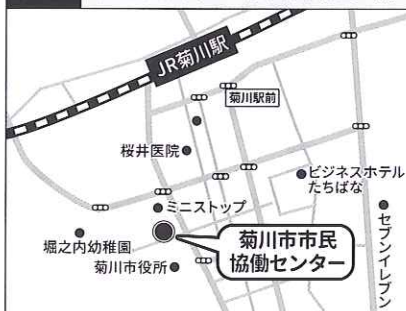 JR菊川駅
菊川駅前
桜井医院
ビジネスホテル
たちばな
ミニストップ
堀之内幼稚園
菊川市市民
協働センター
菊川市役所
セブンイレブン